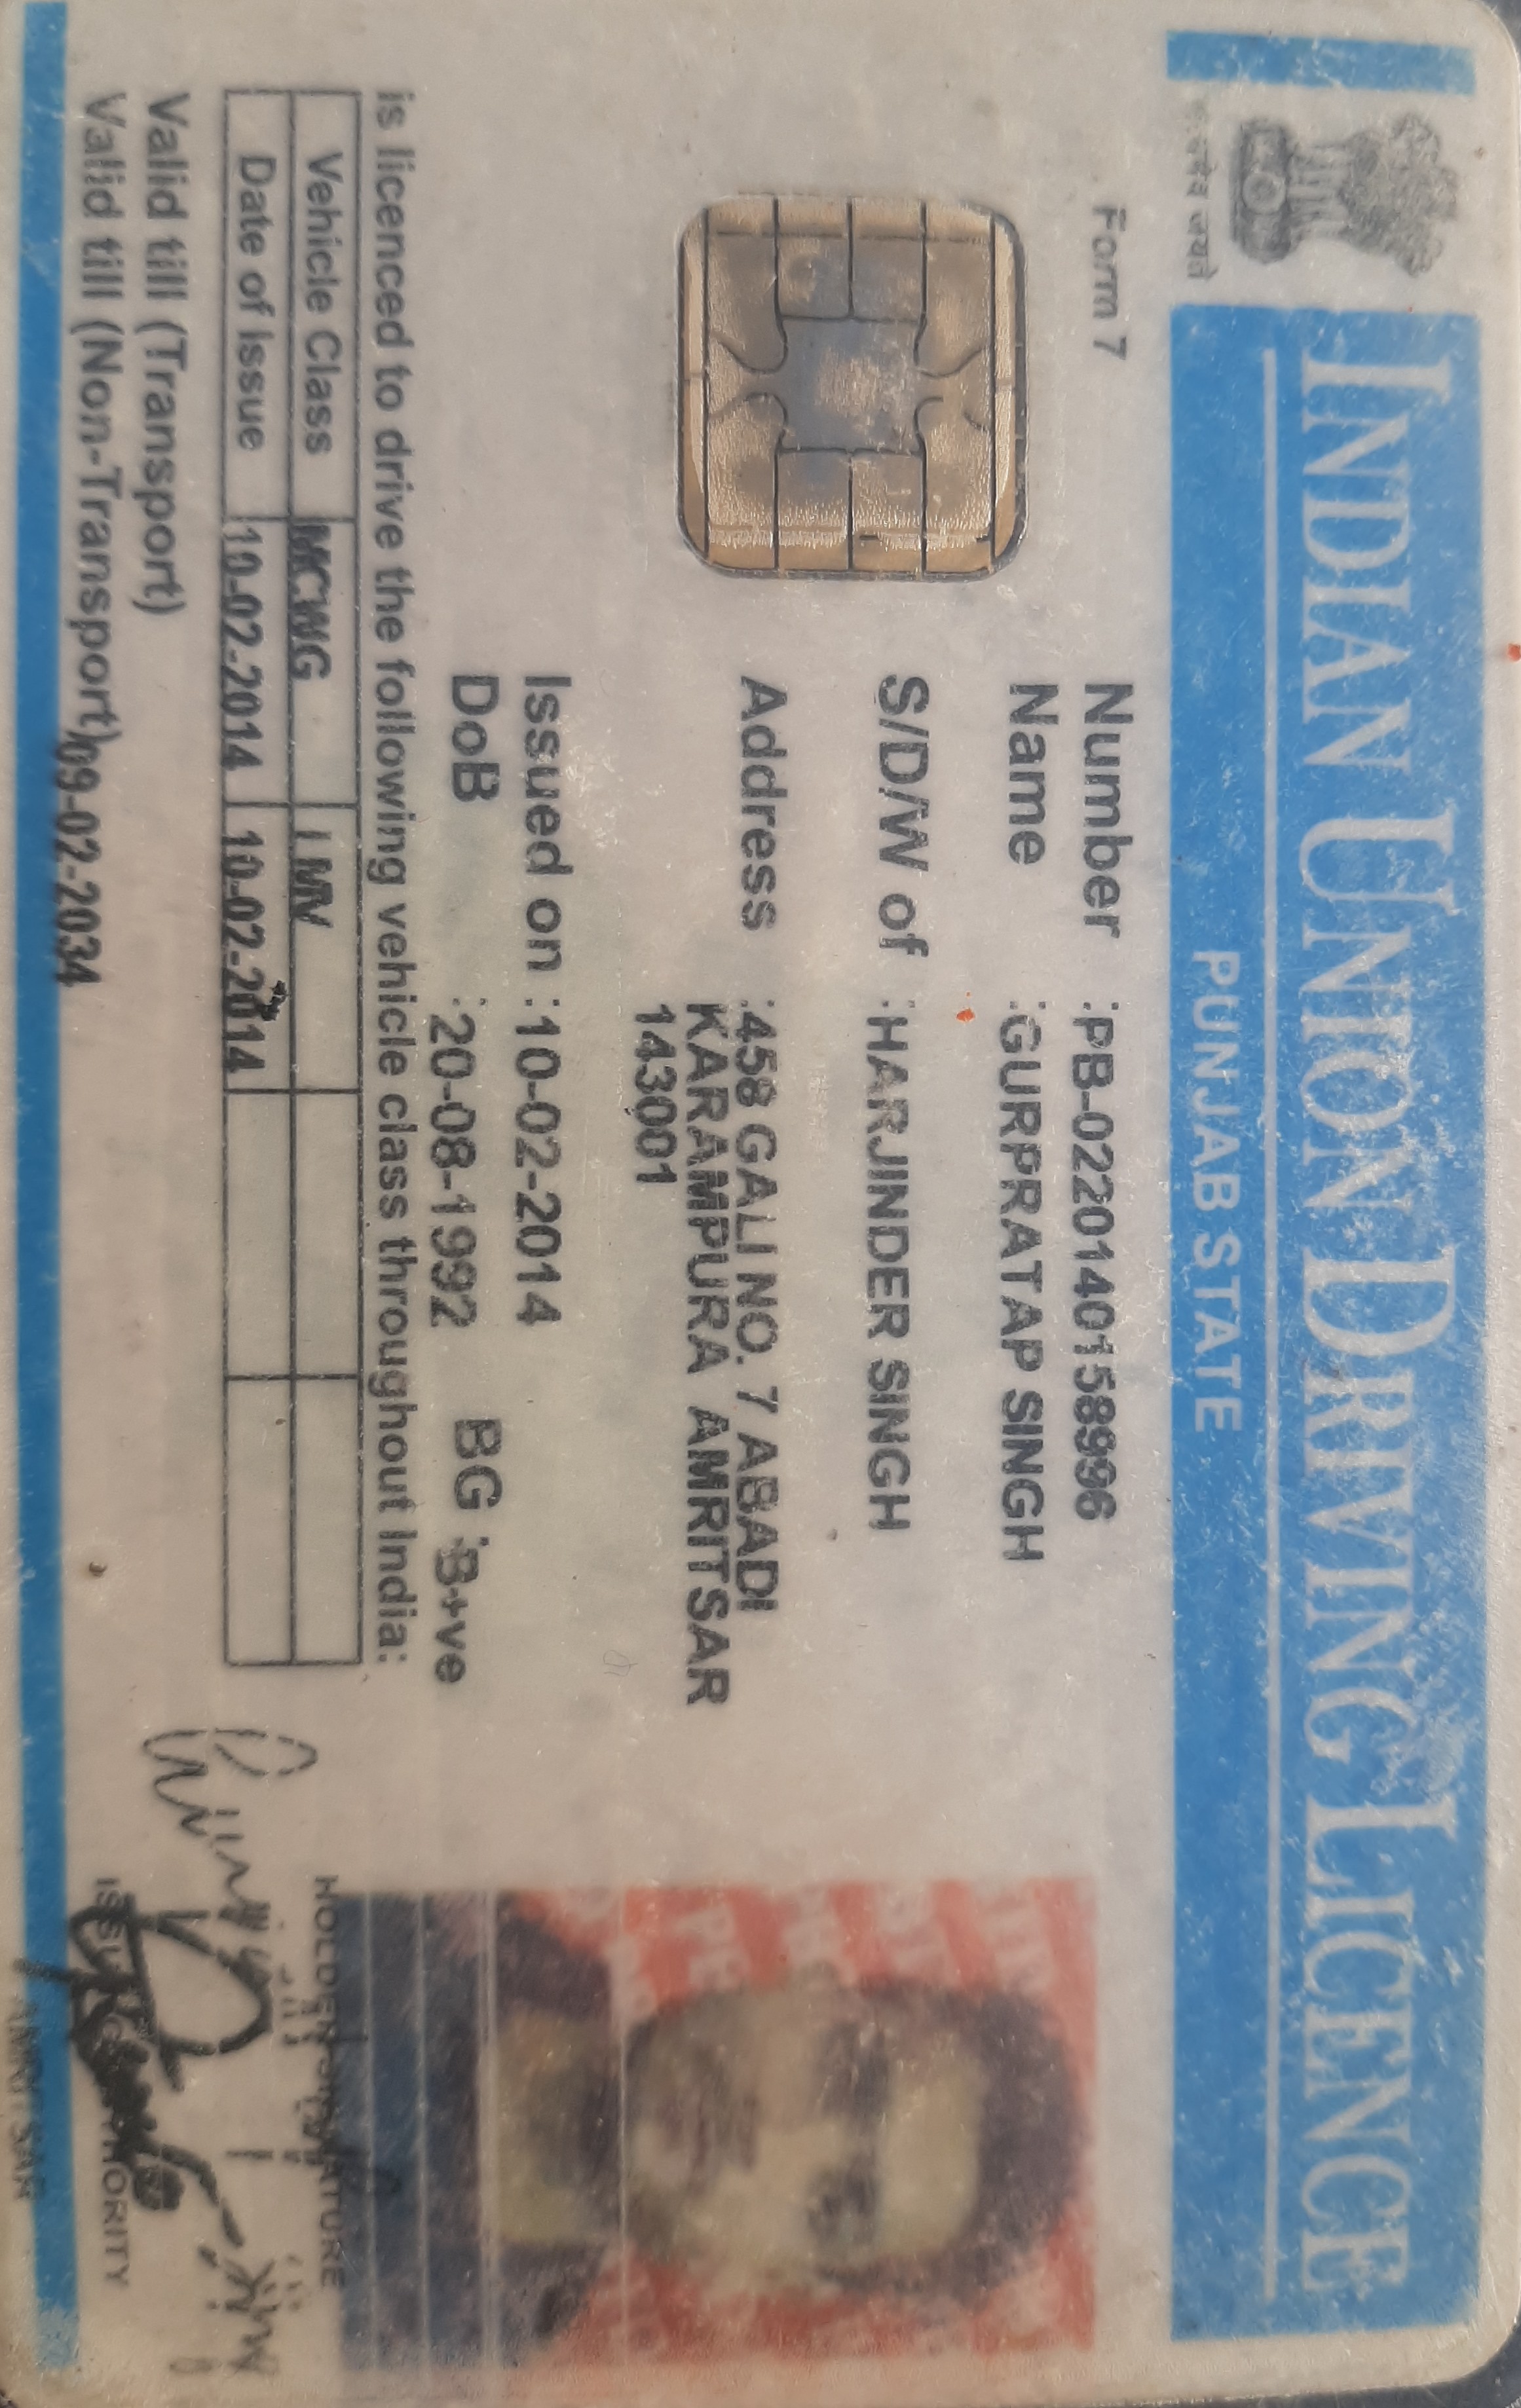 INDIAN UNION DRIVING LICENCE
PUNJAB STATE
सत्यमेव जयते
Form 7
Number :PB-0220140158996
Name :GURPRATAP SINGH
S/D/W of :HARJINDER SINGH
Address :458 GALI NO. 7 ABADI
KARAMPURA AMRITSAR
143001
Issued on :10-02-2014
DoB :20-08-1992 BG :B+ve
is licenced to drive the following vehicle class throughout India:
Vehicle Class MCWG LMV
Date of Issue 10-02-2014 10-02-2014
Valid till (Transport)
Valid till (Non-Transport):09-02-2034
HOLDER SIGNATURE
ISSUING AUTHORITY
AMRITSAR